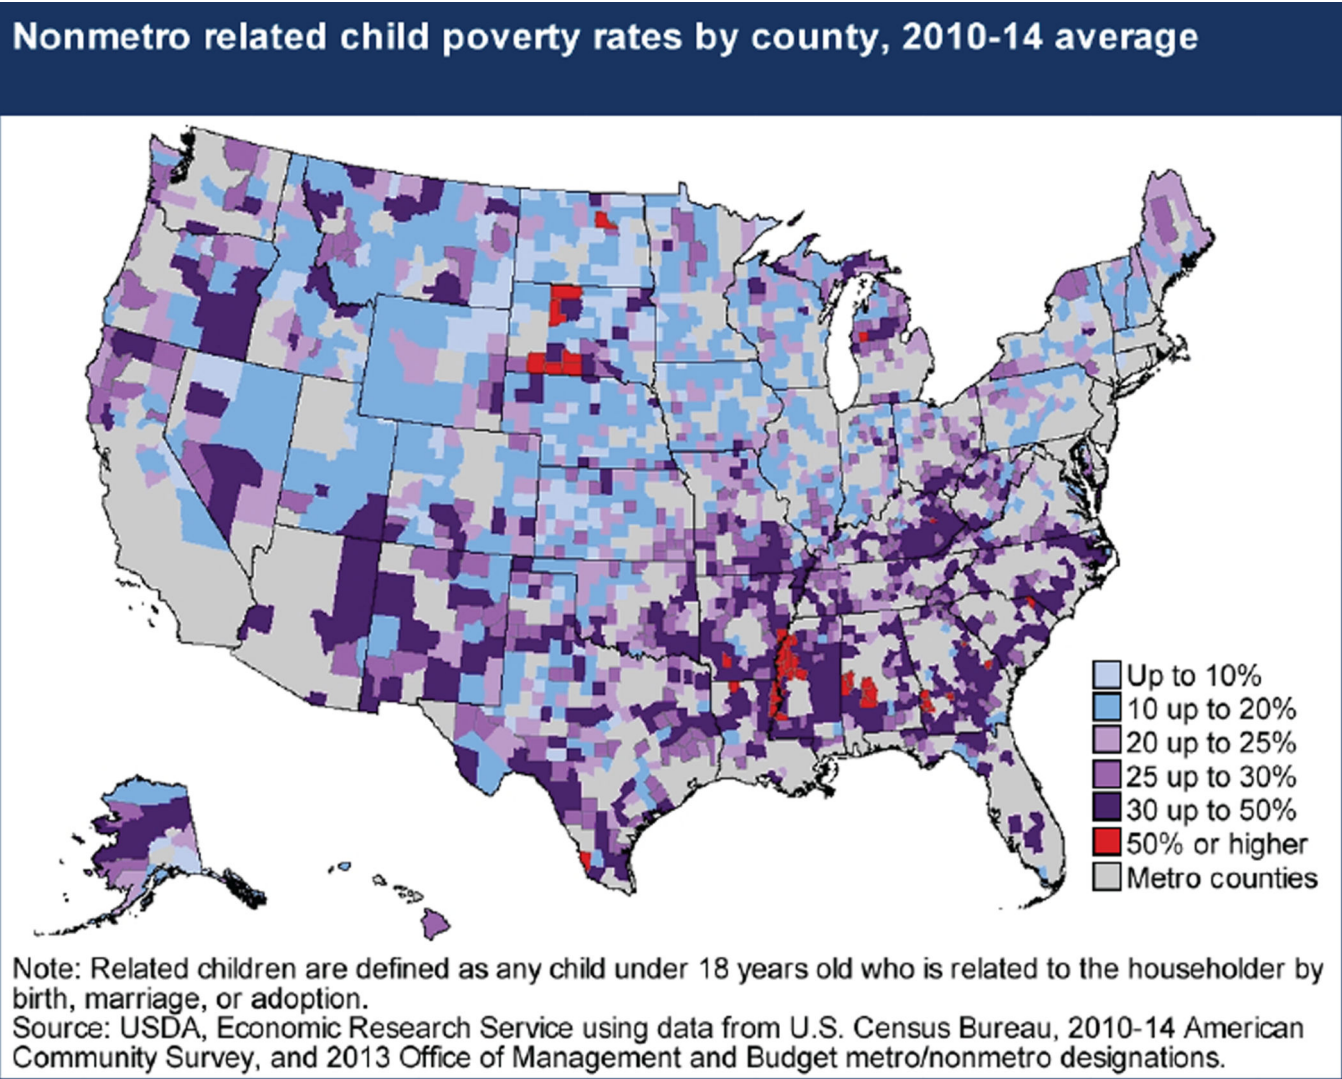 Nonmetro related child poverty rates by county, 2010-14 average
Up to 10%
10 up to 20%
20 up to 25%
25 up to 30%
30 up to 50%
50% or higher
Metro counties
Note: Related children are defined as any child under 18 years old who is related to the householder by
birth, marriage, or adoption.
Source: USDA, Economic Research Service using data from U.S. Census Bureau, 2010-14 American
Community Survey, and 2013 Office of Management and Budget metro/nonmetro designations.